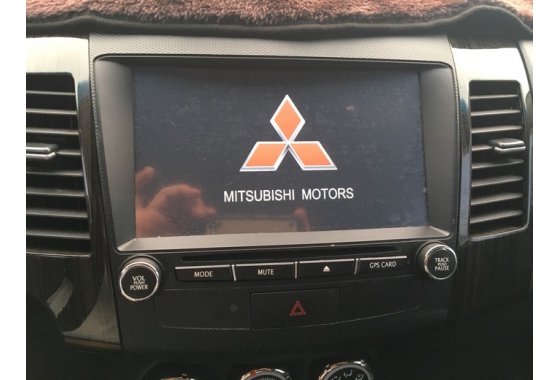 MITSUBISHI MOTORS
VOL
PUSH
POWER
MODE
MUTE
GPS CARD
TRACK
PUSH
PAUSE